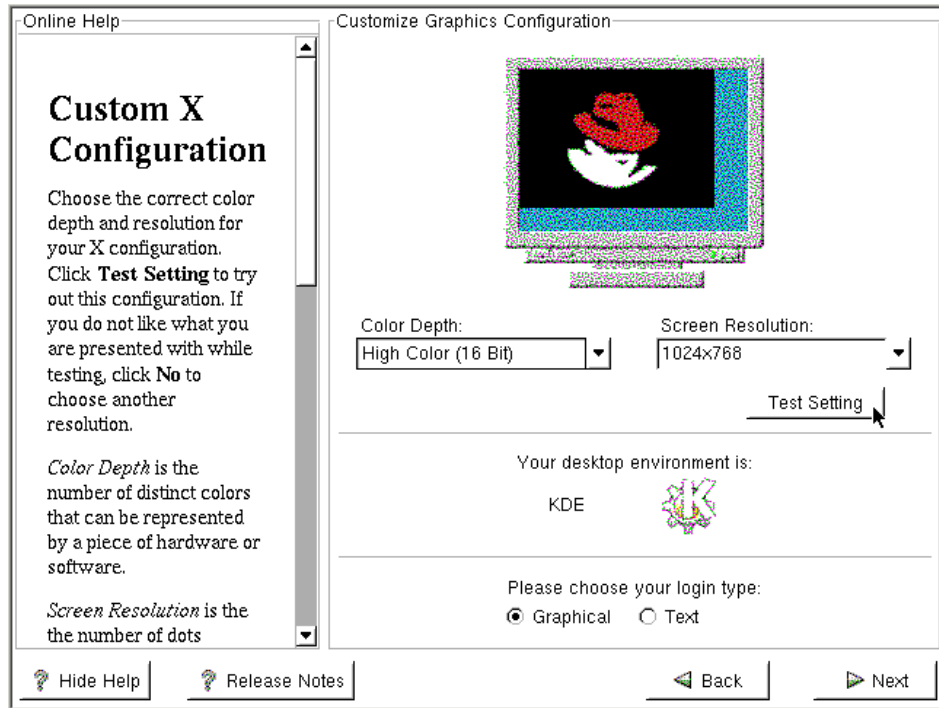 Online Help
Custom X
Configuration
Choose the correct color
depth and resolution for
your X configuration.
Click Test Setting to try
out this configuration. If
you do not like what you
are presented with while
testing, click No to
choose another
resolution.
Color Depth is the
number of distinct colors
that can be represented
by a piece of hardware or
software.
Screen Resolution is the
the number of dots
Customize Graphics Configuration
Color Depth:
High Color (16 Bit)
Screen Resolution:
1024x768
Test Setting
Your desktop environment is:
KDE
K
Please choose your login type:
Graphical
Text
Hide Help
Release Notes
Back
Next